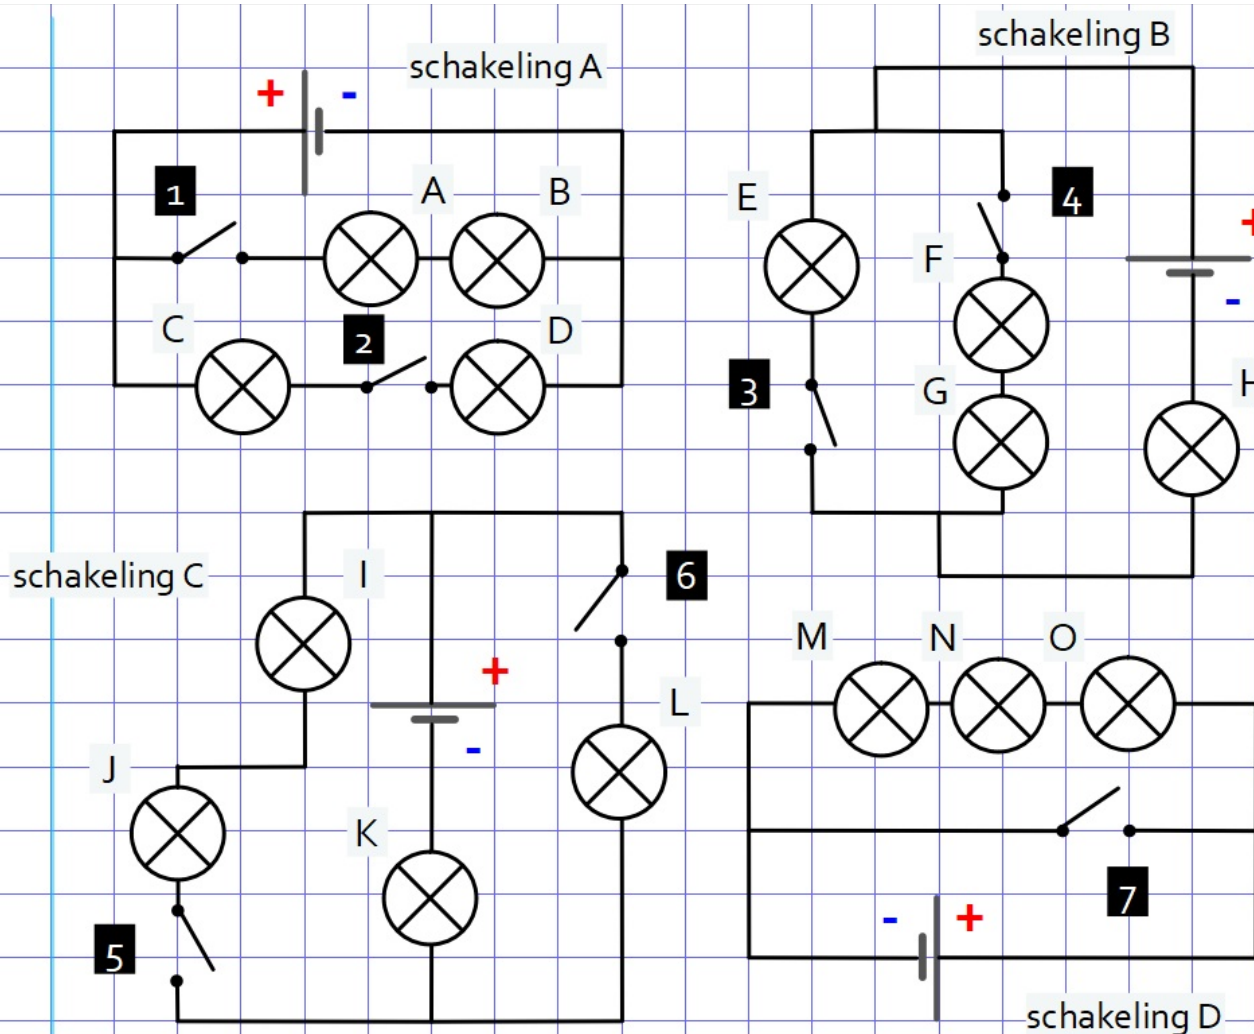 schakeling A
+ -
1
A
B
C
2
D
schakeling B
E
4
F
+
-
3
G
H
schakeling C
I
6
+
-
J
L
K
5
M N O
7
- +
schakeling D